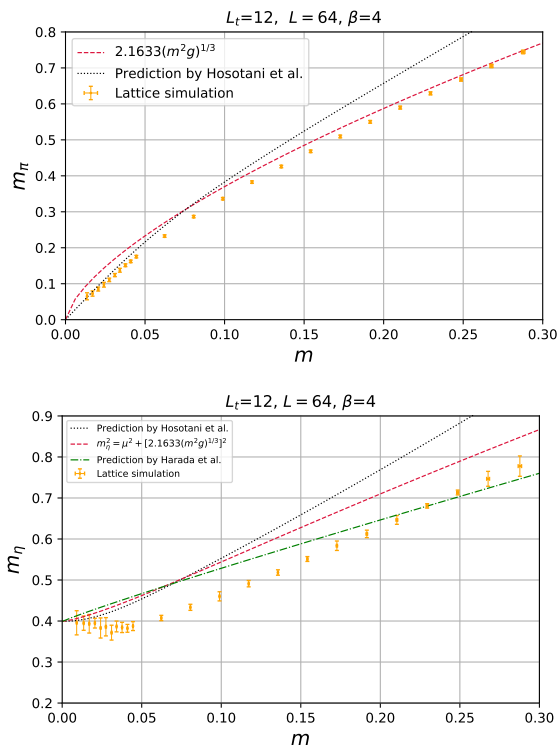 L_t=12, L = 64, β=4
2.1633(m²g)^{1/3}
Prediction by Hosotani et al.
Lattice simulation
0.8
0.7
0.6
0.5
0.4
0.3
0.2
0.1
0.0
m_π
0.00 0.05 0.10 0.15 0.20 0.25 0.30
m
L_t=12, L = 64, β=4
Prediction by Hosotani et al.
m_η² = μ² + [2.1633(m²g)^{1/3}]²
Prediction by Harada et al.
Lattice simulation
0.9
0.8
0.7
0.6
0.5
0.4
0.3
0.2
m_η
0.00 0.05 0.10 0.15 0.20 0.25 0.30
m